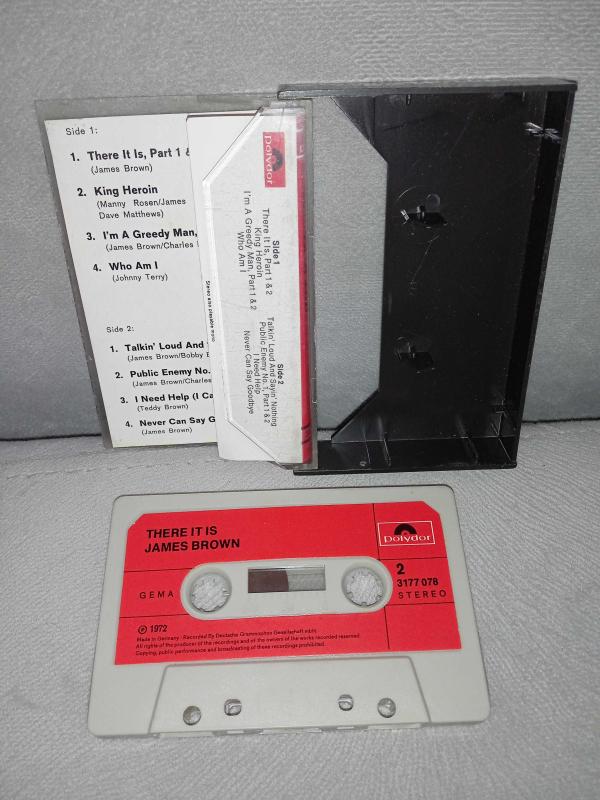 Side 1:
1. There It Is, Part 1 &
(James Brown)
2. King Heroin
(Manny Rosen/James
Dave Matthews)
3. I'm A Greedy Man,
(James Brown/Charles
4. Who Am I
(Johnny Terry)
Side 2:
1. Talkin' Loud And
(James Brown/Bobby
2. Public Enemy No.
(James Brown/Charles
3. I Need Help (I Ca
(Teddy Brown)
4. Never Can Say G
(James Brown)
Polydor
Side 1
There It Is, Part 1 & 2
King Heroin
I'm A Greedy Man, Part 1 & 2
Who Am I
Side 2
Talkin' Loud And Sayin' Nothing
Public Enemy No. 1, Part 1 & 2
I Need Help
Never Can Say Goodbye
Stereo also playable mono
THERE IT IS
JAMES BROWN
Polydor
2
3177 078
GEMA
STEREO
℗ 1972
Made in Germany · Recorded By Deutsche Grammophon Gesellschaft mbH.
All rights of the producer of the recordings and of the owners of the works recorded reserved.
Copying, public performance and broadcasting of these recordings prohibited.